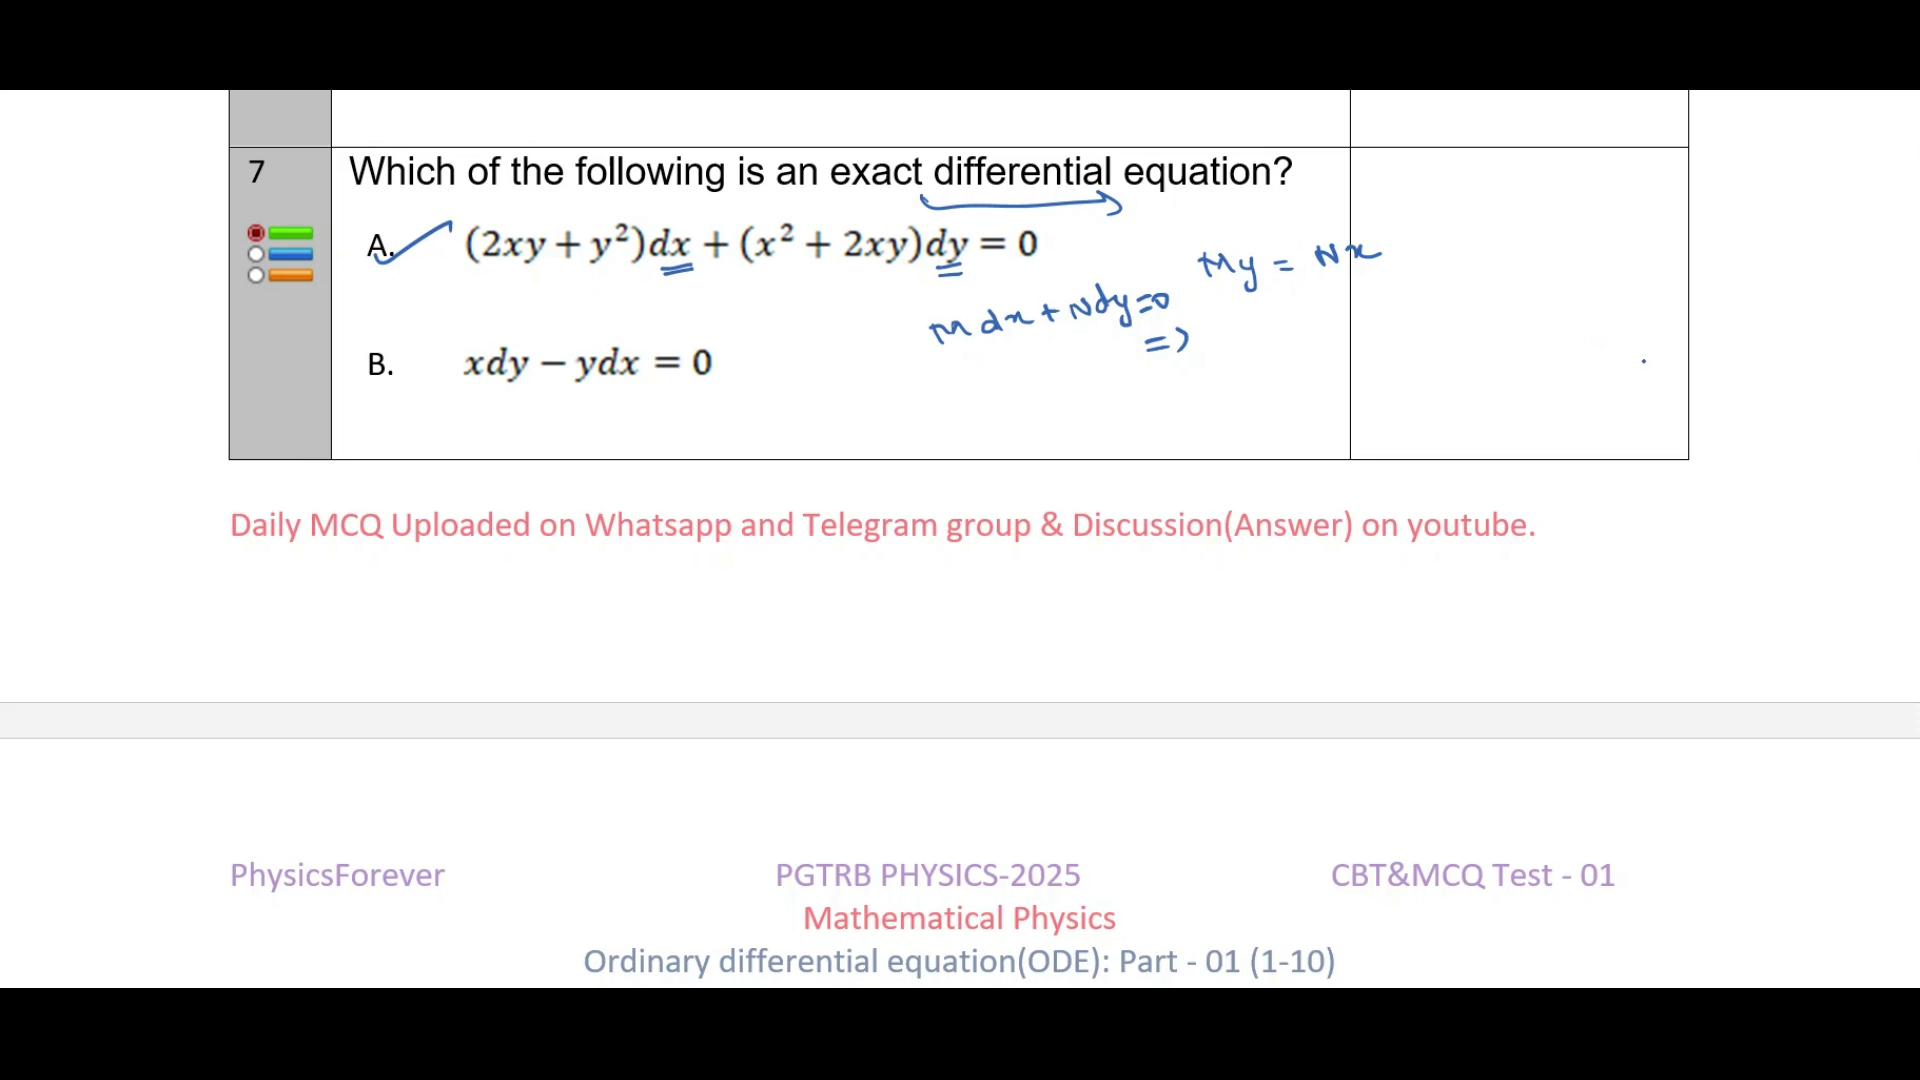 7
Which of the following is an exact differential equation?
A. (2xy + y²)dx + (x² + 2xy)dy = 0
My = Nx
M dx + N dy = 0
=>
B. xdy − ydx = 0
Daily MCQ Uploaded on Whatsapp and Telegram group & Discussion(Answer) on youtube.
PhysicsForever PGTRB PHYSICS-2025 CBT&MCQ Test - 01
Mathematical Physics
Ordinary differential equation(ODE): Part - 01 (1-10)